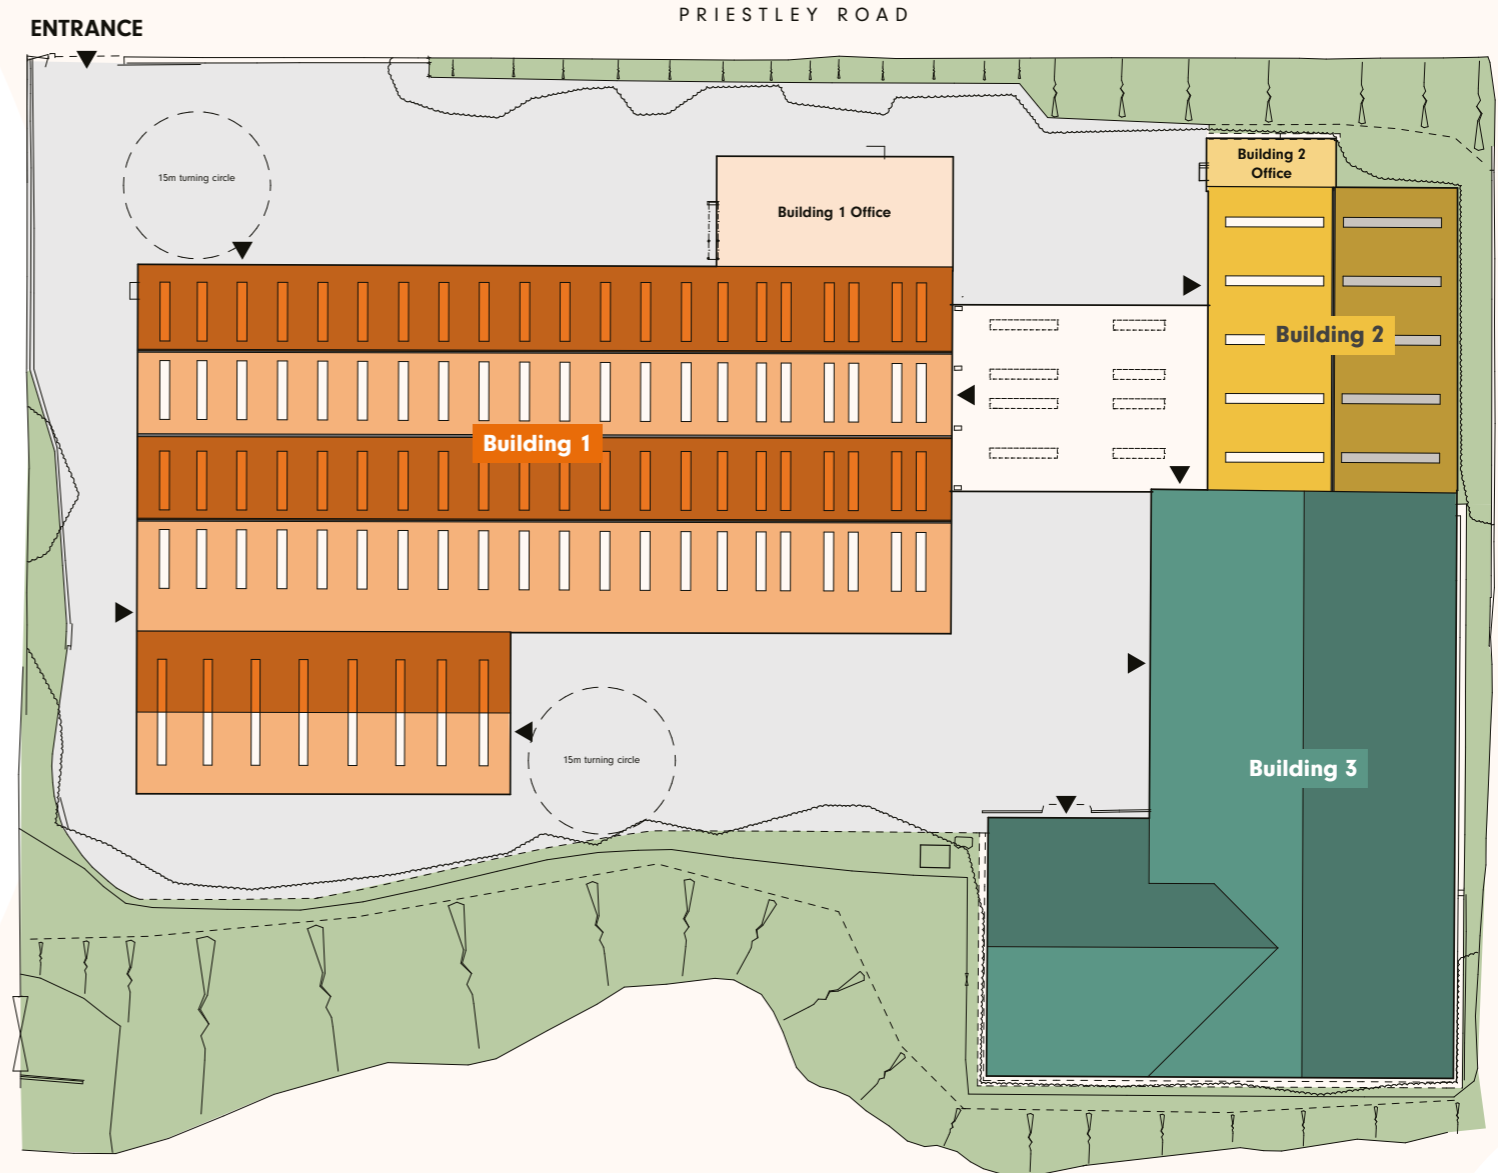 PRIESTLEY ROAD
ENTRANCE
Building 2
Office
15m turning circle
Building 1 Office
Building 2
Building 1
15m turning circle
Building 3